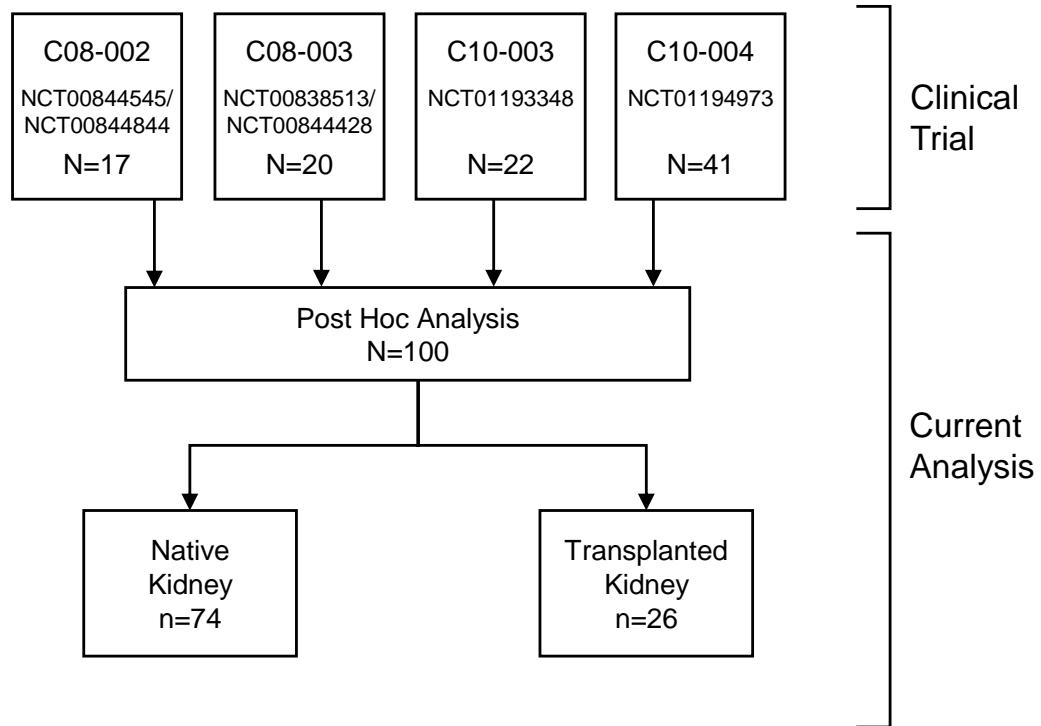 C08-002
NCT00844545/
NCT00844844
N=17
C08-003
NCT00838513/
NCT00844428
N=20
C10-003
NCT01193348
N=22
C10-004
NCT01194973
N=41
Clinical
Trial
Post Hoc Analysis
N=100
Current
Analysis
Native
Kidney
n=74
Transplanted
Kidney
n=26